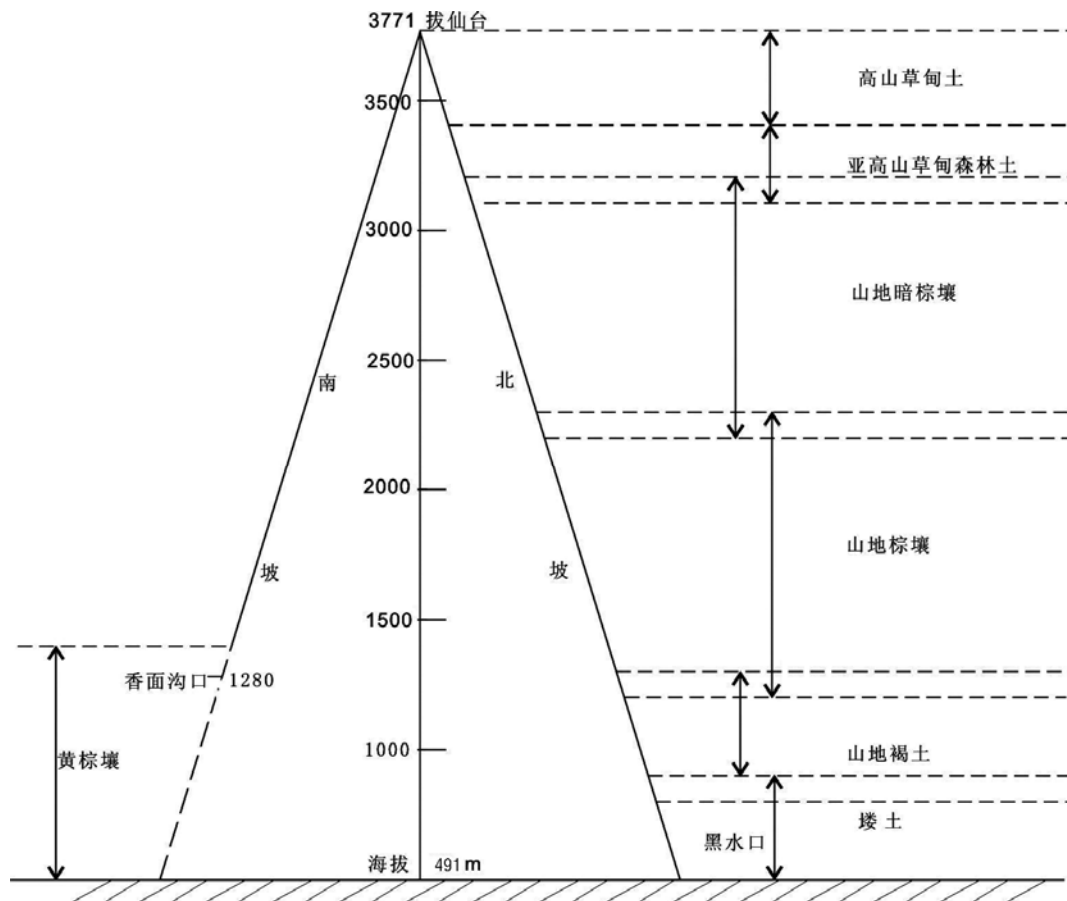 3771 拔仙台
3500
高山草甸土
亚高山草甸森林土
3000
山地暗棕壤
2500
南
北
2000
山地棕壤
坡
坡
1500
香面沟口 1280
1000
黄棕壤
山地褐土
塿土
黑水口
海拔 491m